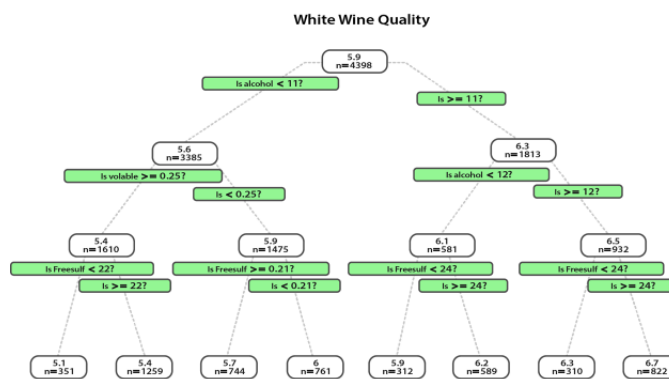 White Wine Quality
5.9
n=4398
Is alcohol < 11?
Is >= 11?
5.6
n=3385
6.3
n=1813
Is volable >= 0.25?
Is < 0.25?
Is alcohol < 12?
Is >= 12?
5.4
n=1610
5.9
n=1475
6.1
n=581
6.5
n=932
Is Freesulf < 22?
Is >= 22?
Is Freesulf >= 0.21?
Is < 0.21?
Is Freesulf < 24?
Is >= 24?
Is Freesulf < 24?
Is >= 24?
5.1
n=351
5.4
n=1259
5.7
n=744
6
n=761
5.9
n=312
6.2
n=589
6.3
n=310
6.7
n=822